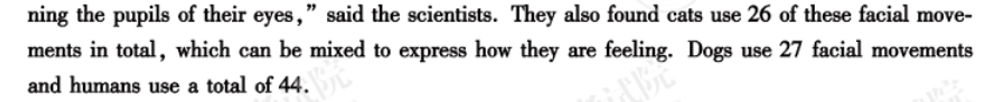 ning the pupils of their eyes,” said the scientists. They also found cats use 26 of these facial move-
ments in total, which can be mixed to express how they are feeling. Dogs use 27 facial movements
and humans use a total of 44.